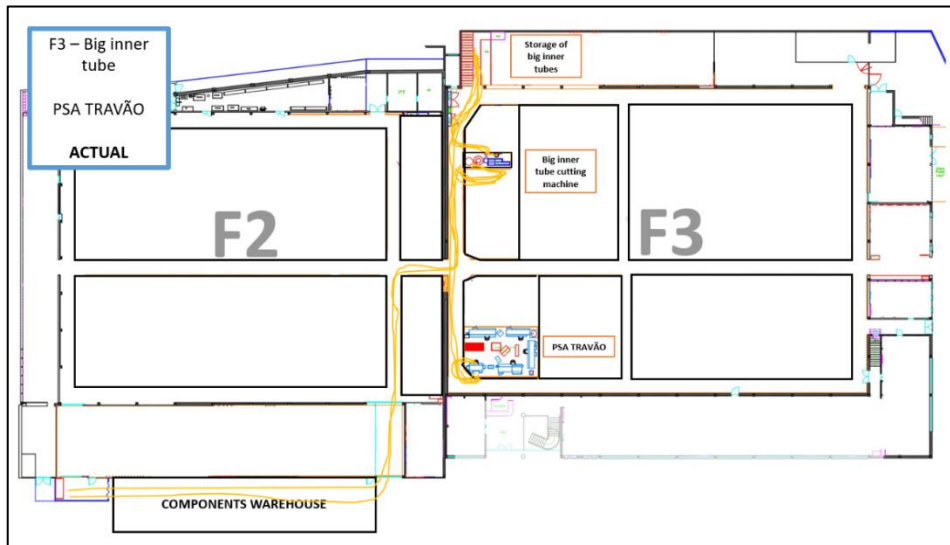 F3 – Big inner
tube
PSA TRAVÃO
ACTUAL
Storage of
big inner
tubes
Big inner
tube cutting
machine
F2
F3
PSA TRAVÃO
COMPONENTS WAREHOUSE